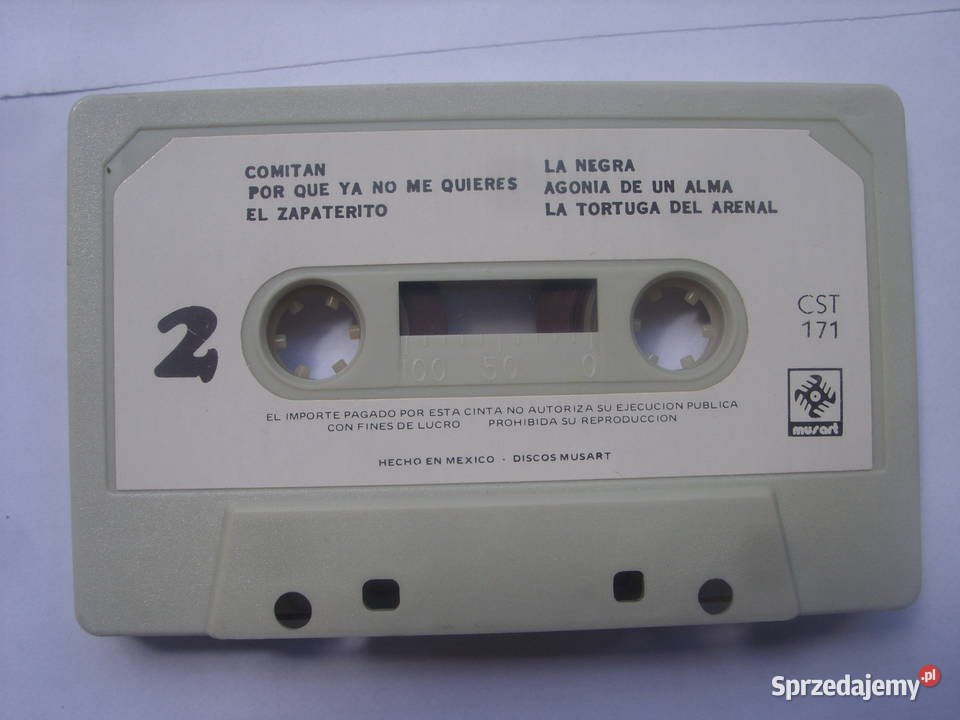 COMITAN
POR QUE YA NO ME QUIERES
EL ZAPATERITO
LA NEGRA
AGONIA DE UN ALMA
LA TORTUGA DEL ARENAL
2
CST
171
100 50 0
musart
EL IMPORTE PAGADO POR ESTA CINTA NO AUTORIZA SU EJECUCION PUBLICA
CON FINES DE LUCRO PROHIBIDA SU REPRODUCCION
HECHO EN MEXICO - DISCOS MUSART
Sprzedajemy.pl